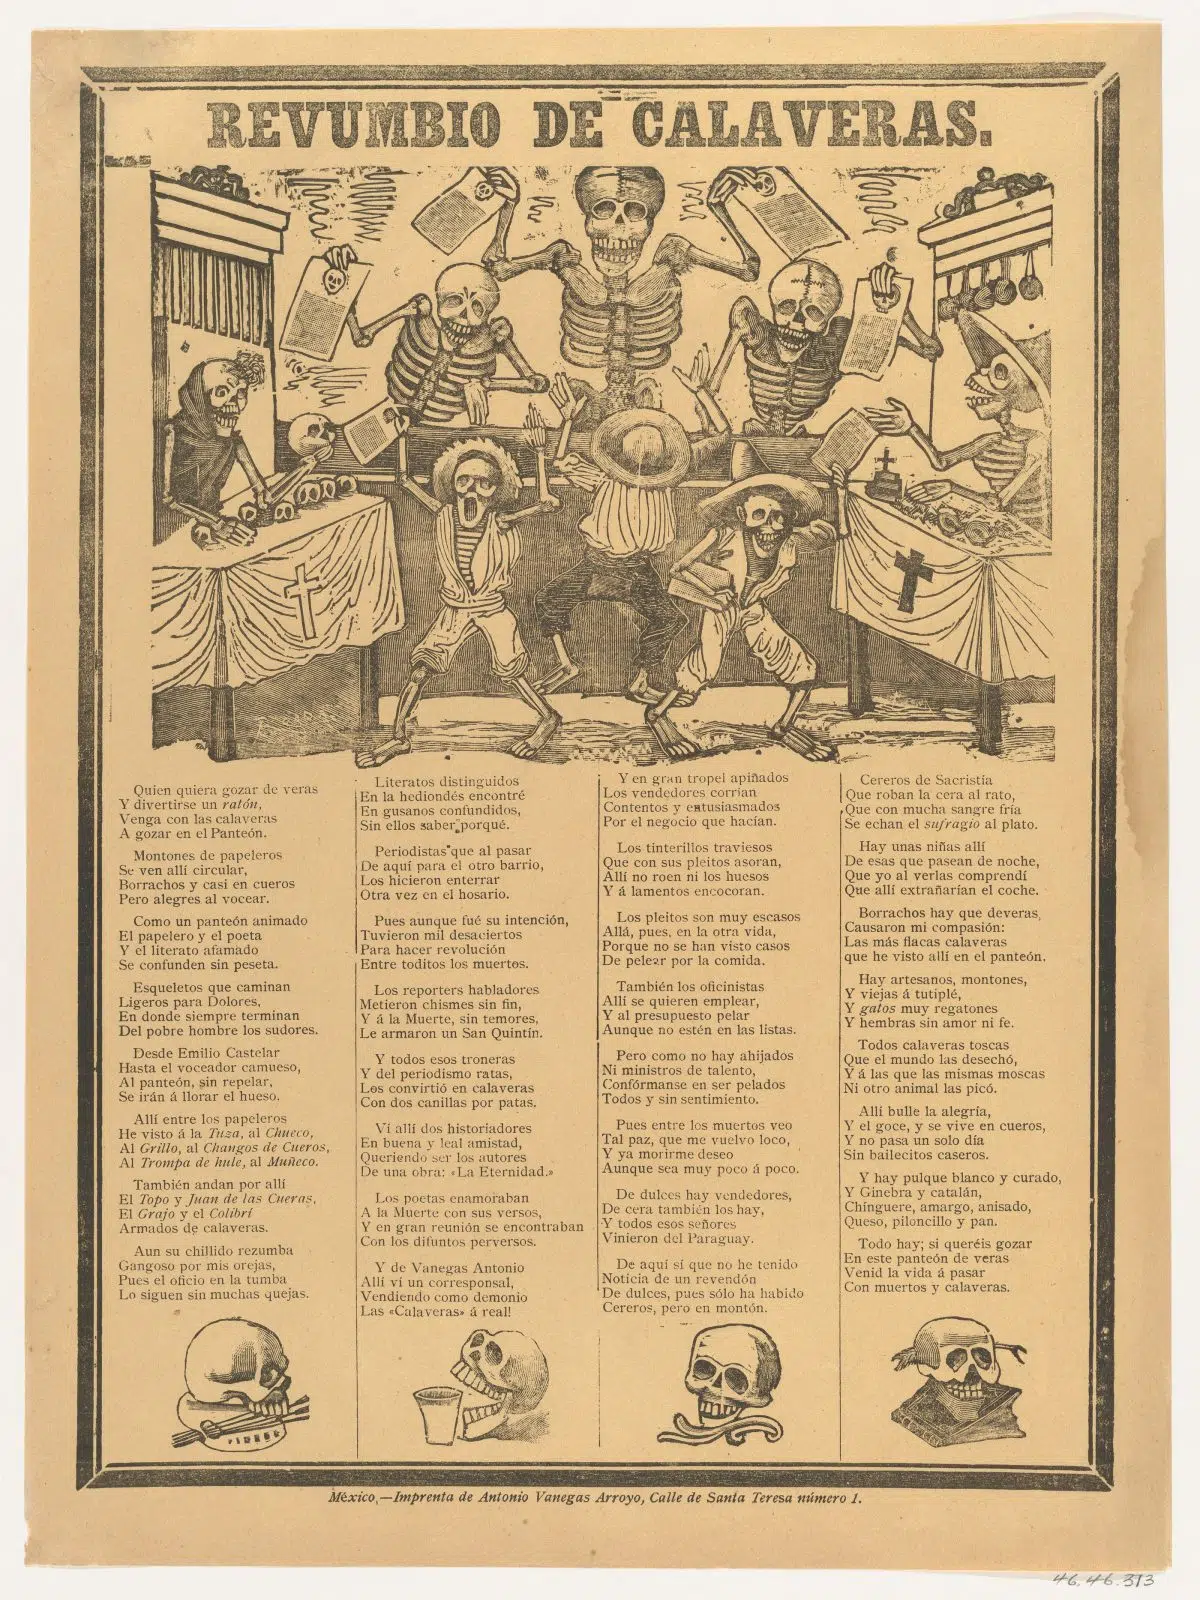 REVUMBIO DE CALAVERAS.
Quien quiera gozar de veras
Y divertirse un ratón,
Venga con las calaveras
A gozar en el Panteón.
Montones de papeleros
Se ven allí circular,
Borrachos y casi en cueros
Pero alegres al vocear.
Como un panteón animado
El papelero y el poeta
Y el literato afamado
Se confunden sin peseta.
Esqueletos que caminan
Ligeros para Dolores,
En donde siempre terminan
Del pobre hombre los sudores.
Desde Emilio Castelar
Hasta el voceador camueso,
Al panteón, sin repelar,
Se irán á llorar el hueso.
Allí entre los papeleros
He visto á la Tuza, al Chueco,
Al Grillo, al Changos de Cueros,
Al Trompa de hule, al Muñeco.
También andan por allí
El Topo y Juan de las Cueras,
El Grajo y el Colibrí
Armados de calaveras.
Aun su chillido rezumba
Gangoso por mis orejas,
Pues el oficio en la tumba
Lo siguen sin muchas quejas.
Literatos distinguidos
En la hediondés encontré
En gusanos confundidos,
Sin ellos saber porqué.
Periodistas que al pasar
De aquí para el otro barrio,
Los hicieron enterrar
Otra vez en el hosario.
Pues aunque fué su intención,
Tuvieron mil desaciertos
Para hacer revolución
Entre toditos los muertos.
Los reporters habladores
Metieron chismes sin fin,
Y á la Muerte, sin temores,
Le armaron un San Quintín.
Y todos esos troneras
Y del periodismo ratas,
Los convirtió en calaveras
Con dos canillas por patas.
Ví allí dos historiadores
En buena y leal amistad,
Queriendo ser los autores
De una obra: «La Eternidad.»
Los poetas enamoraban
A la Muerte con sus versos,
Y en gran reunión se encontraban
Con los difuntos perversos.
Y de Vanegas Antonio
Allí ví un corresponsal,
Vendiendo como demonio
Las «Calaveras» á real!
Y en gran tropel apiñados
Los vendedores corrían
Contentos y entusiasmados
Por el negocio que hacían.
Los tinterillos traviesos
Que con sus pleitos asoran,
Allí no roen ni los huesos
Y á lamentos encocoran.
Los pleitos son muy escasos
Allá, pues, en la otra vida,
Porque no se han visto casos
De pelear por la comida.
También los oficinistas
Allí se quieren emplear,
Y al presupuesto pelar
Aunque no estén en las listas.
Pero como no hay ahijados
Ni ministros de talento,
Confórmanse en ser pelados
Todos y sin sentimiento.
Pues entre los muertos veo
Tal paz, que me vuelvo loco,
Y ya morirme deseo
Aunque sea muy poco á poco.
De dulces hay vendedores,
De cera también los hay,
Y todos esos señores
Vinieron del Paraguay.
De aquí sí que no he tenido
Noticia de un revendón
De dulces, pues sólo ha habido
Cereros, pero en montón.
Cereros de Sacristía
Que roban la cera al rato,
Que con mucha sangre fría
Se echan el sufragio al plato.
Hay unas niñas allí
De esas que pasean de noche,
Que yo al verlas comprendí
Que allí extrañarían el coche.
Borrachos hay que deveras
Causaron mi compasión:
Las más flacas calaveras
que he visto allí en el panteón.
Hay artesanos, montones,
Y viejas á tutiplé,
Y gatos muy regatones
Y hembras sin amor ni fe.
Todos calaveras toscas
Que el mundo las desechó,
Y á las que las mismas moscas
Ni otro animal las picó.
Allí bulle la alegría,
Y el goce, y se vive en cueros,
Y no pasa un solo día
Sin bailecitos caseros.
Y hay pulque blanco y curado,
Y Ginebra y catalán,
Chínguere, amargo, anisado,
Queso, piloncillo y pan.
Todo hay; si queréis gozar
En este panteón de veras
Venid la vida á pasar
Con muertos y calaveras.
México,—Imprenta de Antonio Vanegas Arroyo, Calle de Santa Teresa número 1.
46.46.313